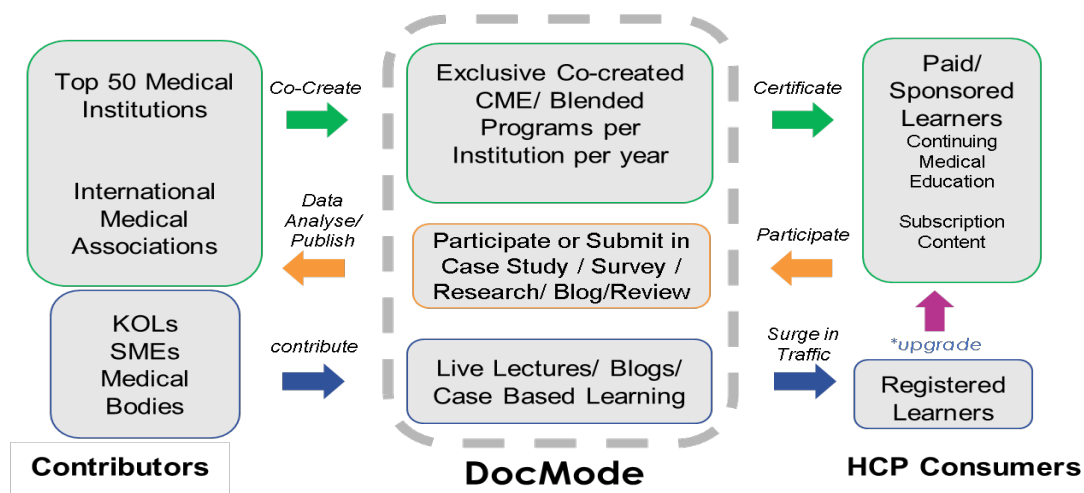 Top 50 Medical
Institutions
International
Medical
Associations
KOLs
SMEs
Medical
Bodies
Contributors
Co-Create
Data
Analyse/
Publish
contribute
Exclusive Co-created
CME/ Blended
Programs per
Institution per year
Participate or Submit in
Case Study / Survey /
Research/ Blog/Review
Live Lectures/ Blogs/
Case Based Learning
DocMode
Certificate
Participate
Surge in
Traffic
Paid/
Sponsored
Learners
Continuing
Medical
Education
Subscription
Content
*upgrade
Registered
Learners
HCP Consumers